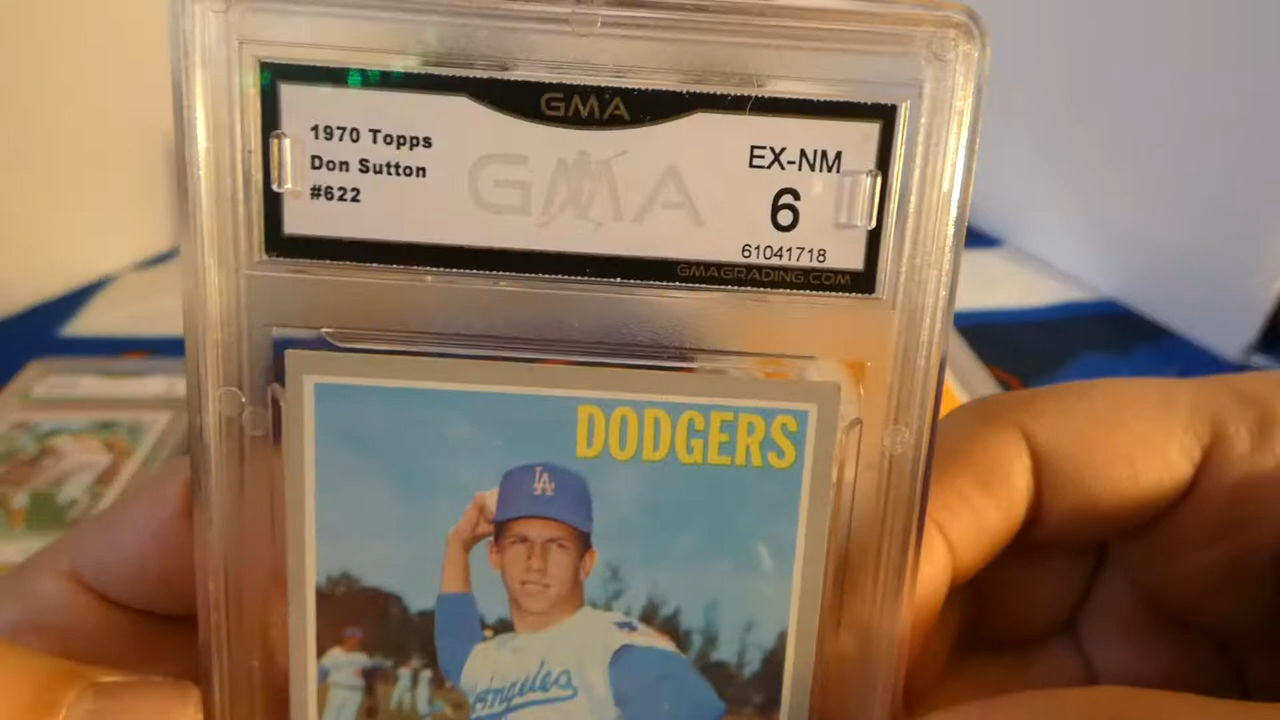 GMA
1970 Topps
Don Sutton
#622
GMA
EX-NM
6
61041718
GMAGRADING.COM
DODGERS
LA
Angeles